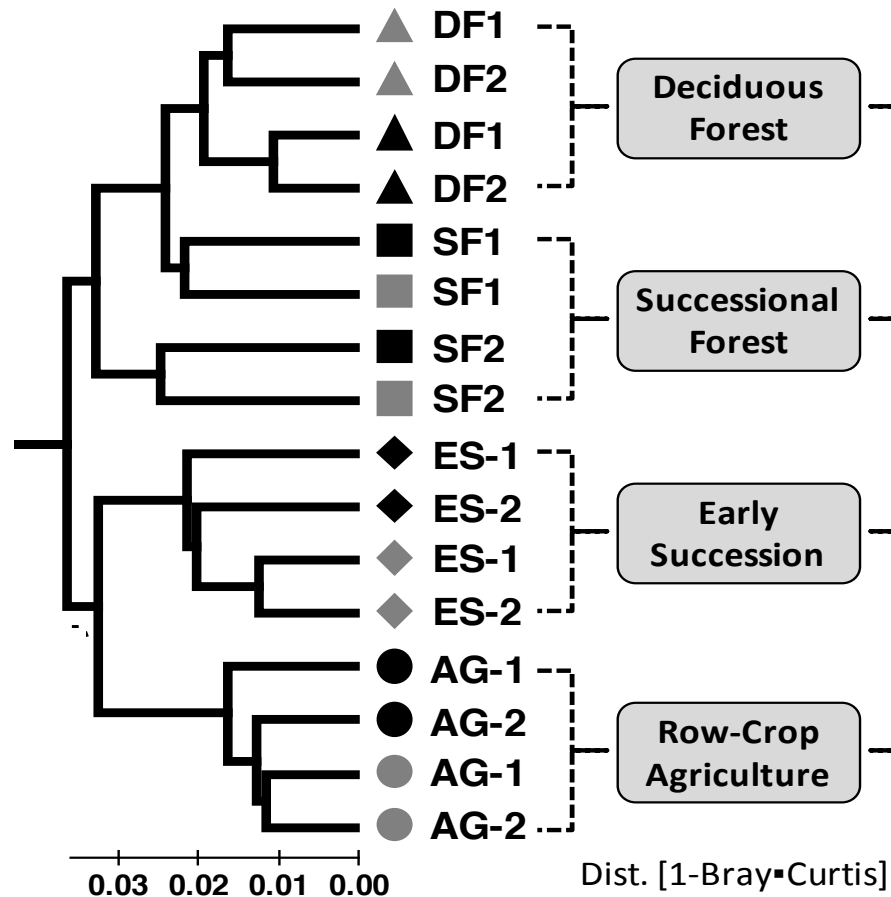 DF1
DF2
DF1
DF2
SF1
SF1
SF2
SF2
ES-1
ES-2
ES-1
ES-2
AG-1
AG-2
AG-1
AG-2
Deciduous
Forest
Successional
Forest
Early
Succession
Row-Crop
Agriculture
0.03 0.02 0.01 0.00
Dist. [1-Bray▪Curtis]